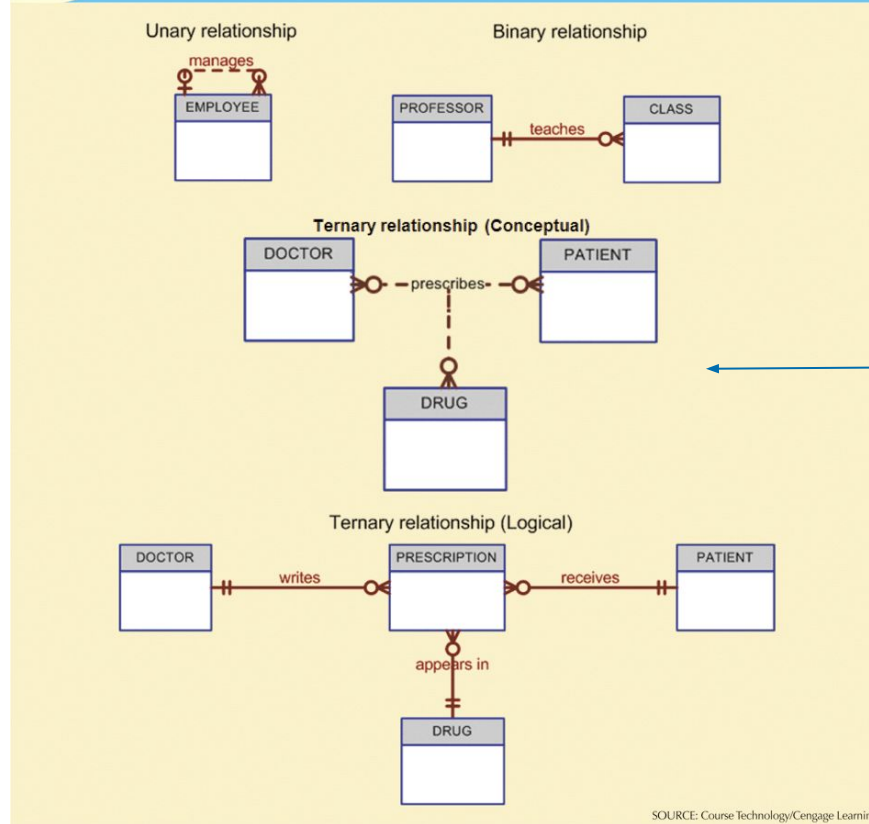 Unary relationship
Binary relationship
manages
EMPLOYEE
PROFESSOR
teaches
CLASS
Ternary relationship (Conceptual)
DOCTOR
prescribes
PATIENT
DRUG
Ternary relationship (Logical)
DOCTOR
writes
PRESCRIPTION
receives
PATIENT
appears in
DRUG
SOURCE: Course Technology/Cengage Learnin